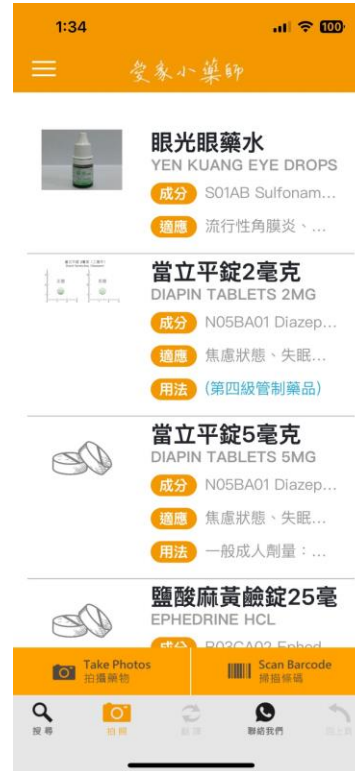 1:34
100
愛家小藥師
眼光眼藥水
YEN KUANG EYE DROPS
成分 S01AB Sulfonam...
適應 流行性角膜炎、...
當立平錠2毫克
DIAPIN TABLETS 2MG
成分 N05BA01 Diazep...
適應 焦慮狀態、失眠...
用法 (第四級管制藥品)
當立平錠5毫克
DIAPIN TABLETS 5MG
成分 N05BA01 Diazep...
適應 焦慮狀態、失眠...
用法 一般成人劑量：...
鹽酸麻黃鹼錠25毫
EPHEDRINE HCL
成分 R03CA02 Ephed
Take Photos
拍攝藥物
Scan Barcode
掃描條碼
搜尋
拍照
聯絡我們